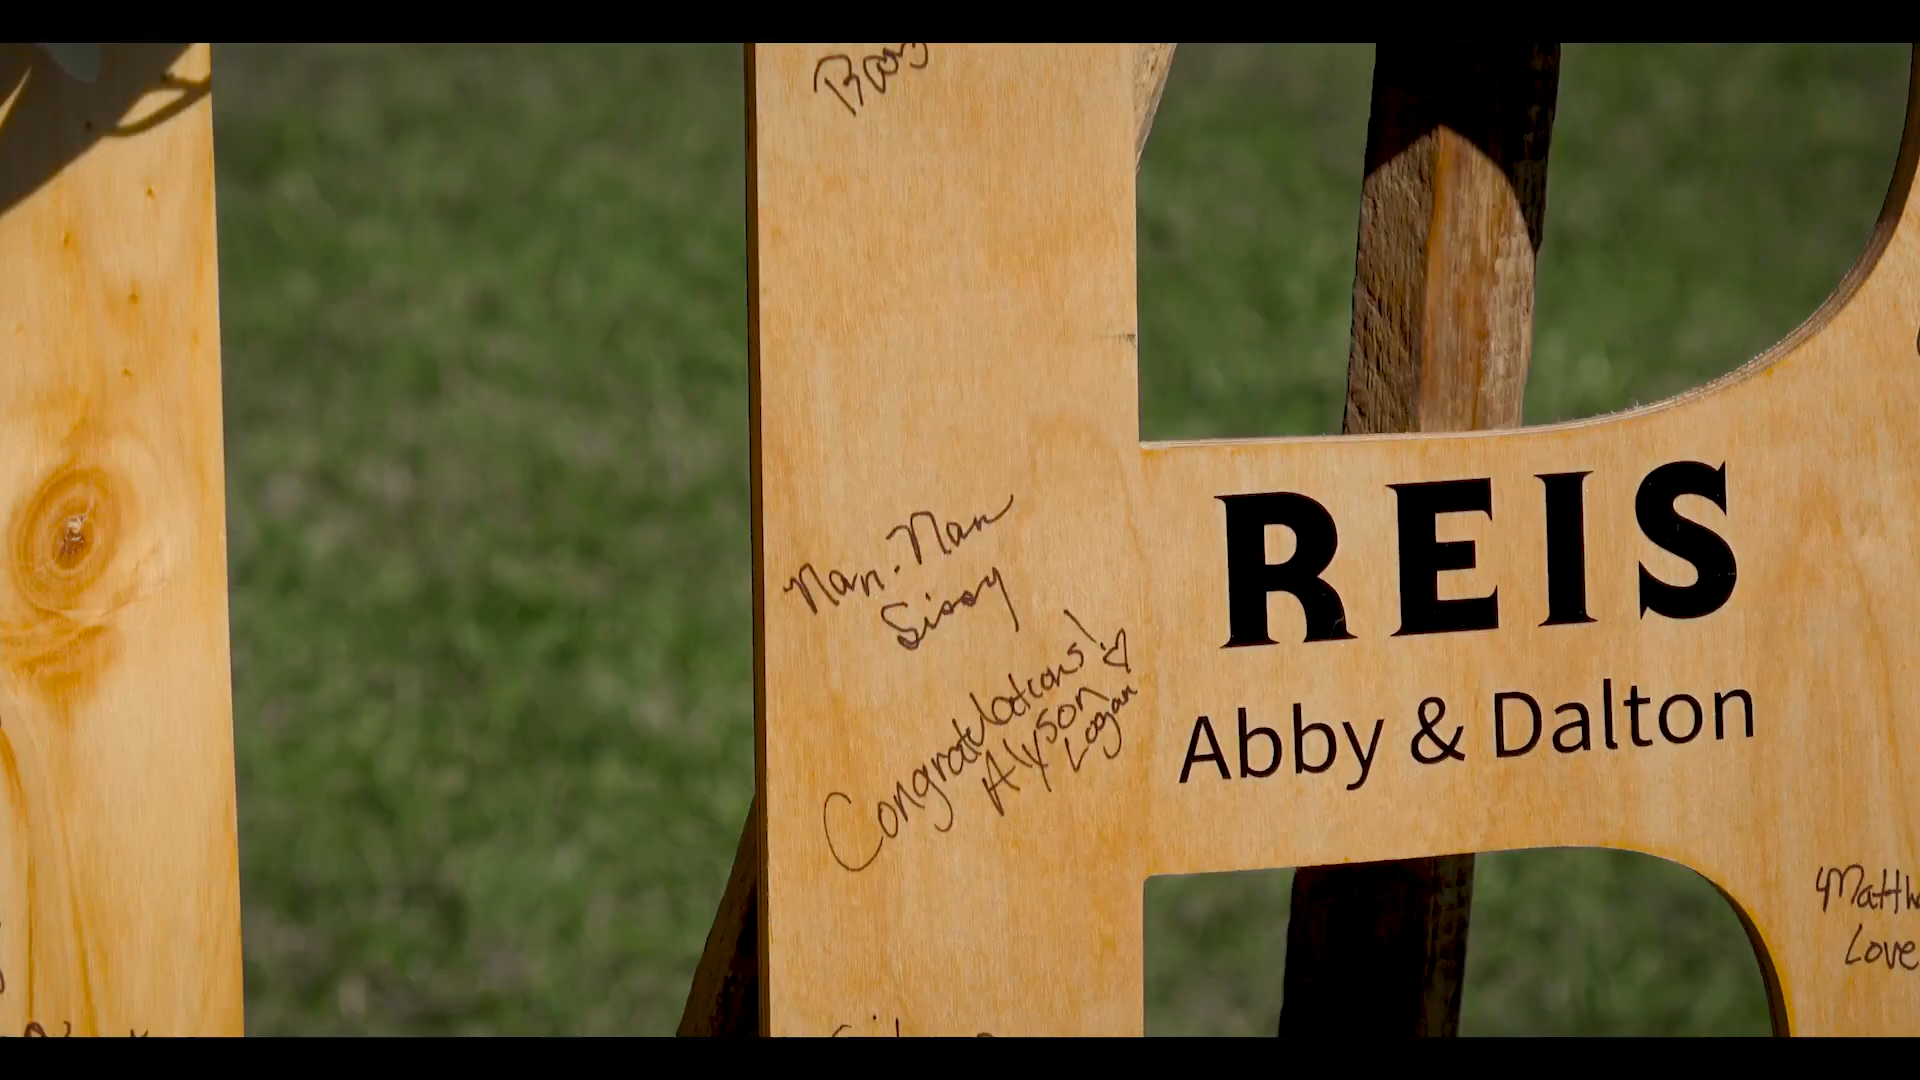 Nan-Nan
Sissy
Congratulations!
Alyson
Logan
REIS
Abby & Dalton
Love